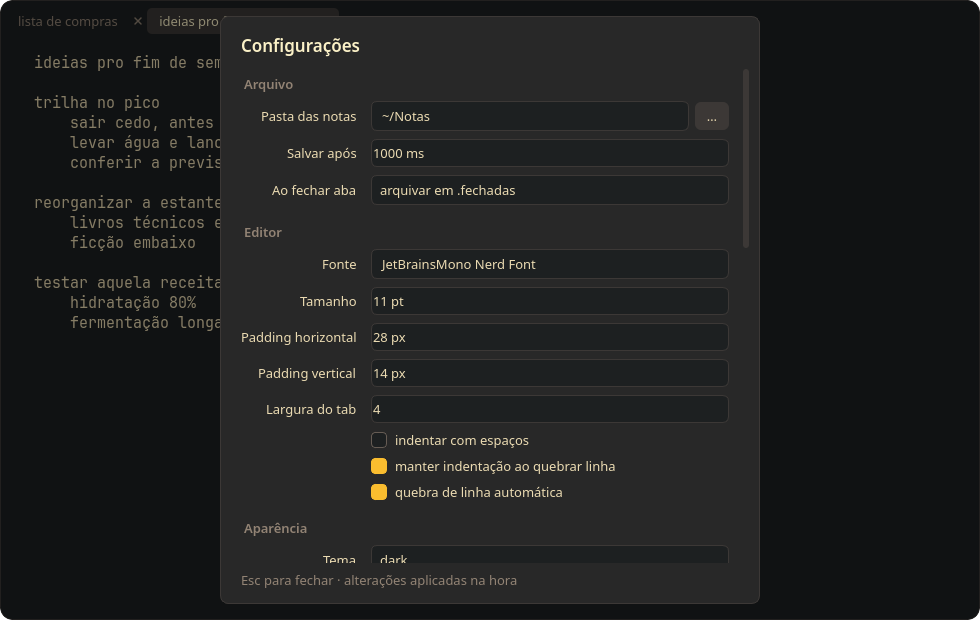 lista de compras ✕ ideias pro
Configurações
ideias pro fim de sem
Arquivo
trilha no pico
Pasta das notas ~/Notas ...
sair cedo, antes
levar água e lanc
Salvar após 1000 ms
conferir a previs
Ao fechar aba arquivar em .fechadas
reorganizar a estante
livros técnicos e
Editor
ficção embaixo
Fonte JetBrainsMono Nerd Font
testar aquela receita
Tamanho 11 pt
hidratação 80%
fermentação longa
Padding horizontal 28 px
Padding vertical 14 px
Largura do tab 4
indentar com espaços
manter indentação ao quebrar linha
quebra de linha automática
Aparência
Tema dark
Esc para fechar · alterações aplicadas na hora